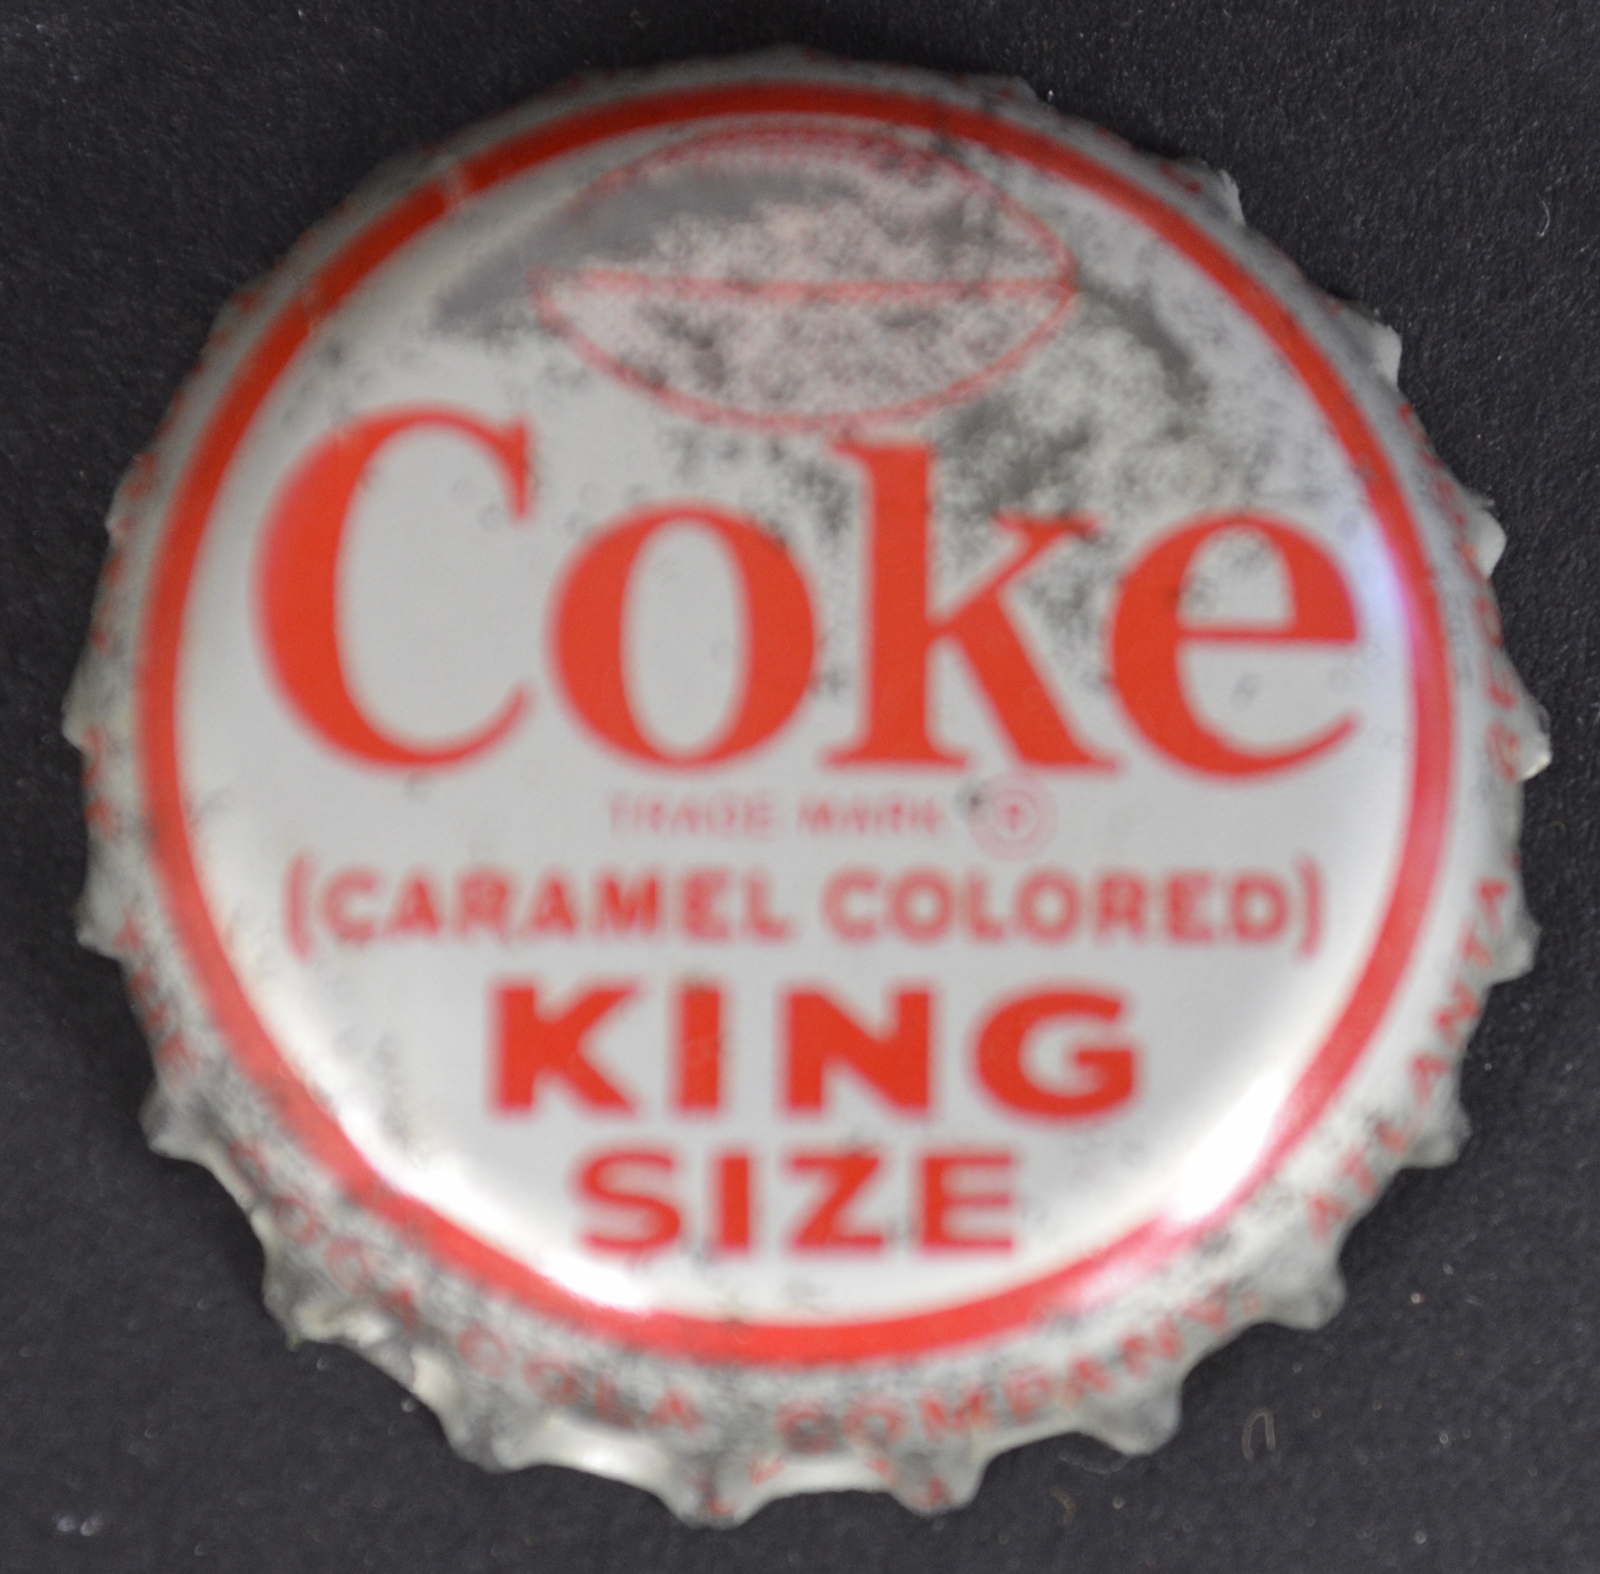 Coke
TRADE MARK ®
(CARAMEL COLORED)
KING
SIZE
COCA-COLA COMPANY, ATLANTA